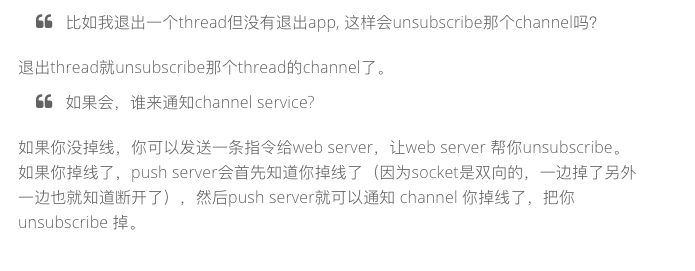 比如我退出一个thread但没有退出app, 这样会unsubscribe那个channel吗?
退出thread就unsubscribe那个thread的channel了。
如果会，谁来通知channel service?
如果你没掉线，你可以发送一条指令给web server，让web server 帮你unsubscribe。
如果你掉线了，push server会首先知道你掉线了（因为socket是双向的，一边掉了另外
一边也就知道断开了），然后push server就可以通知 channel 你掉线了，把你
unsubscribe 掉。